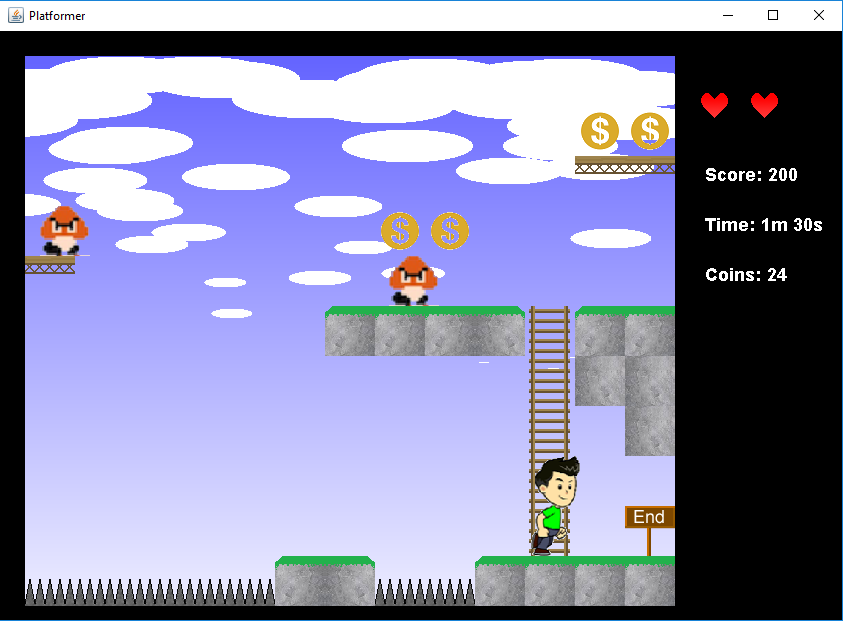 Platformer
$ $
Score: 200
$ $
Time: 1m 30s
Coins: 24
End